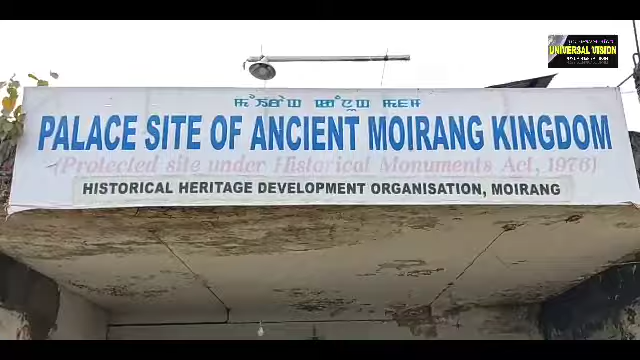 UNIVERSAL VISION
PALACE SITE OF ANCIENT MOIRANG KINGDOM
(Protected site under Historical Monuments Act, 1976)
HISTORICAL HERITAGE DEVELOPMENT ORGANISATION, MOIRANG